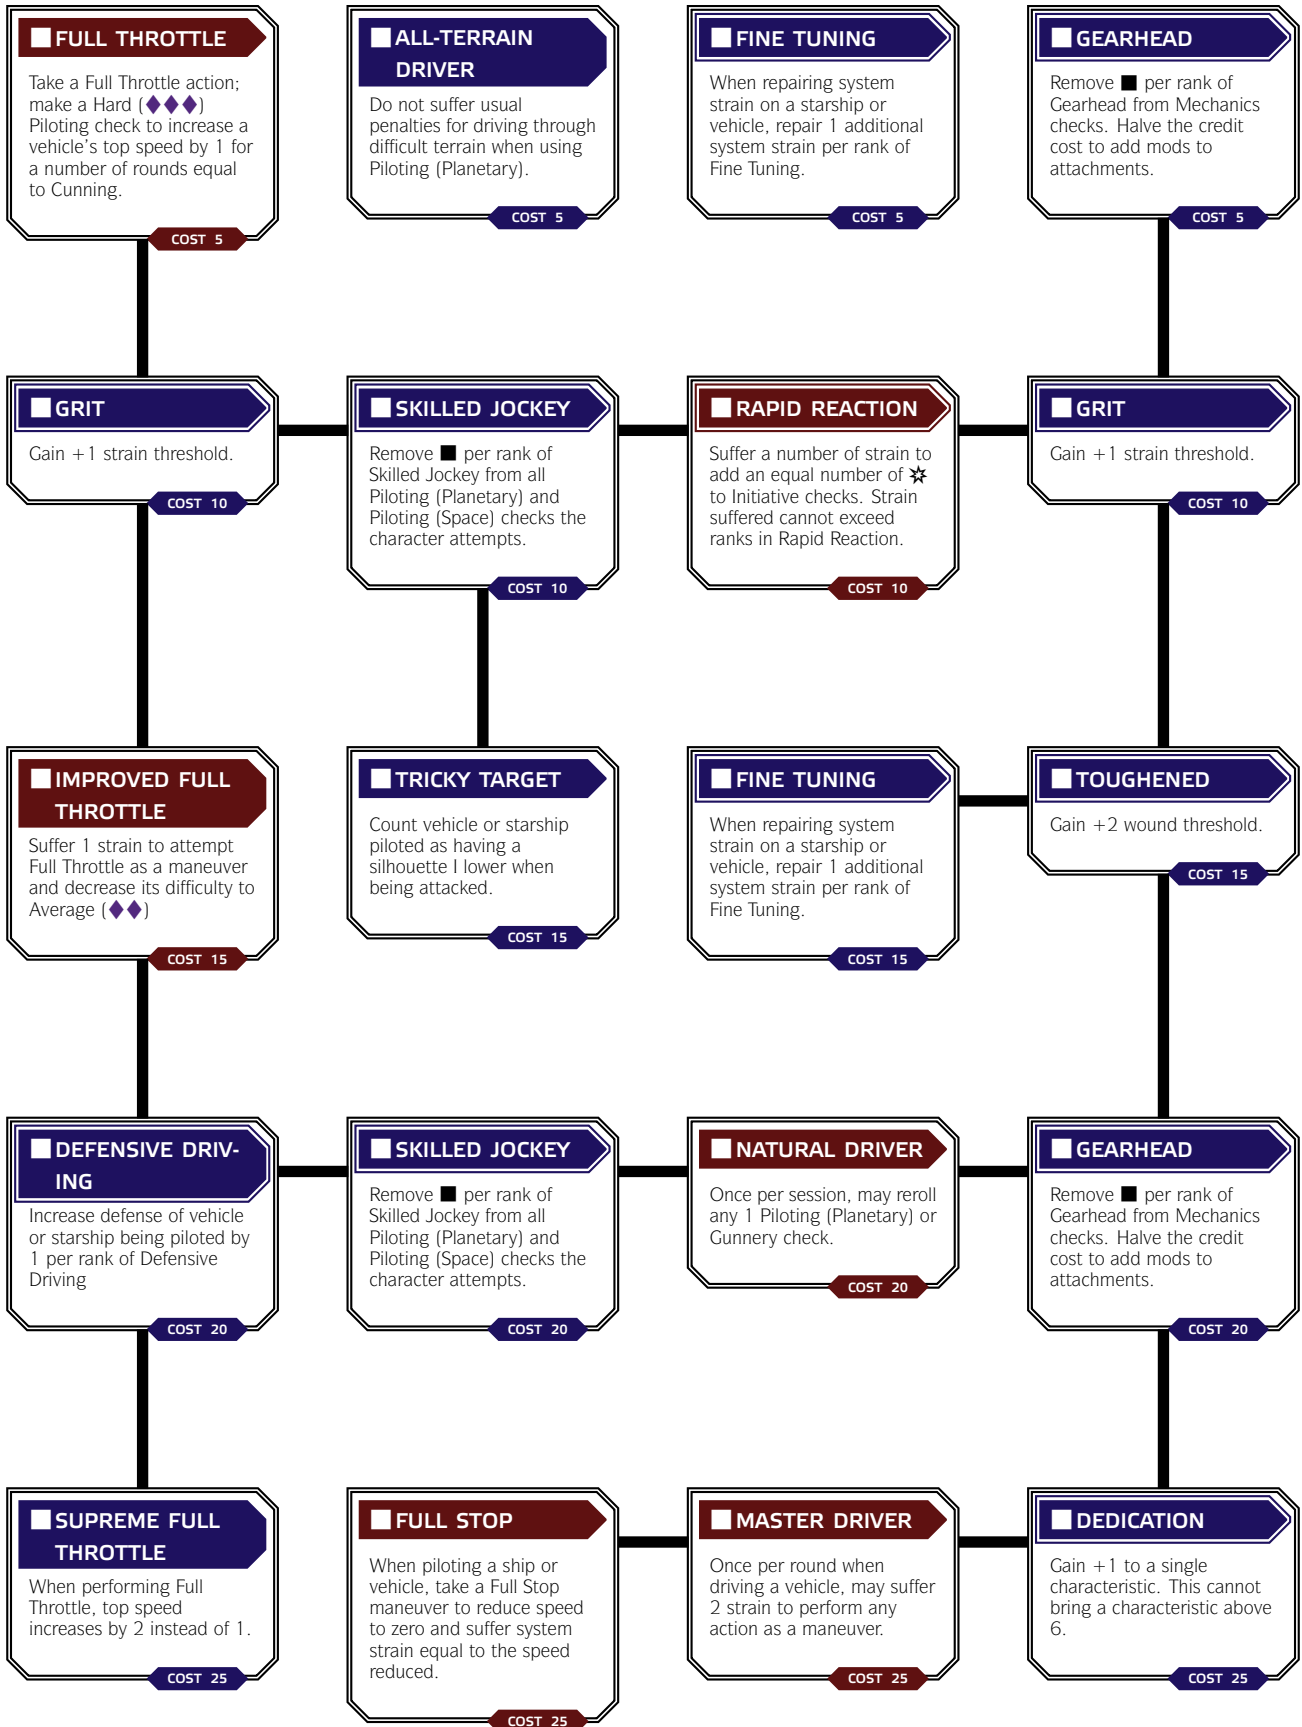 FULL THROTTLE
Take a Full Throttle action;
make a Hard (♦♦♦)
Piloting check to increase a
vehicle's top speed by 1 for
a number of rounds equal
to Cunning.
COST 5
ALL-TERRAIN
DRIVER
Do not suffer usual
penalties for driving through
difficult terrain when using
Piloting (Planetary).
COST 5
FINE TUNING
When repairing system
strain on a starship or
vehicle, repair 1 additional
system strain per rank of
Fine Tuning.
COST 5
GEARHEAD
Remove ■ per rank of
Gearhead from Mechanics
checks. Halve the credit
cost to add mods to
attachments.
COST 5
GRIT
Gain +1 strain threshold.
COST 10
SKILLED JOCKEY
Remove ■ per rank of
Skilled Jockey from all
Piloting (Planetary) and
Piloting (Space) checks the
character attempts.
COST 10
RAPID REACTION
Suffer a number of strain to
add an equal number of
to Initiative checks. Strain
suffered cannot exceed
ranks in Rapid Reaction.
COST 10
GRIT
Gain +1 strain threshold.
COST 10
IMPROVED FULL
THROTTLE
Suffer 1 strain to attempt
Full Throttle as a maneuver
and decrease its difficulty to
Average (♦♦)
COST 15
TRICKY TARGET
Count vehicle or starship
piloted as having a
silhouette I lower when
being attacked.
COST 15
FINE TUNING
When repairing system
strain on a starship or
vehicle, repair 1 additional
system strain per rank of
Fine Tuning.
COST 15
TOUGHENED
Gain +2 wound threshold.
COST 15
DEFENSIVE DRIV-
ING
Increase defense of vehicle
or starship being piloted by
1 per rank of Defensive
Driving
COST 20
SKILLED JOCKEY
Remove ■ per rank of
Skilled Jockey from all
Piloting (Planetary) and
Piloting (Space) checks the
character attempts.
COST 20
NATURAL DRIVER
Once per session, may reroll
any 1 Piloting (Planetary) or
Gunnery check.
COST 20
GEARHEAD
Remove ■ per rank of
Gearhead from Mechanics
checks. Halve the credit
cost to add mods to
attachments.
COST 20
SUPREME FULL
THROTTLE
When performing Full
Throttle, top speed
increases by 2 instead of 1.
COST 25
FULL STOP
When piloting a ship or
vehicle, take a Full Stop
maneuver to reduce speed
to zero and suffer system
strain equal to the speed
reduced.
COST 25
MASTER DRIVER
Once per round when
driving a vehicle, may suffer
2 strain to perform any
action as a maneuver.
COST 25
DEDICATION
Gain +1 to a single
characteristic. This cannot
bring a characteristic above
6.
COST 25